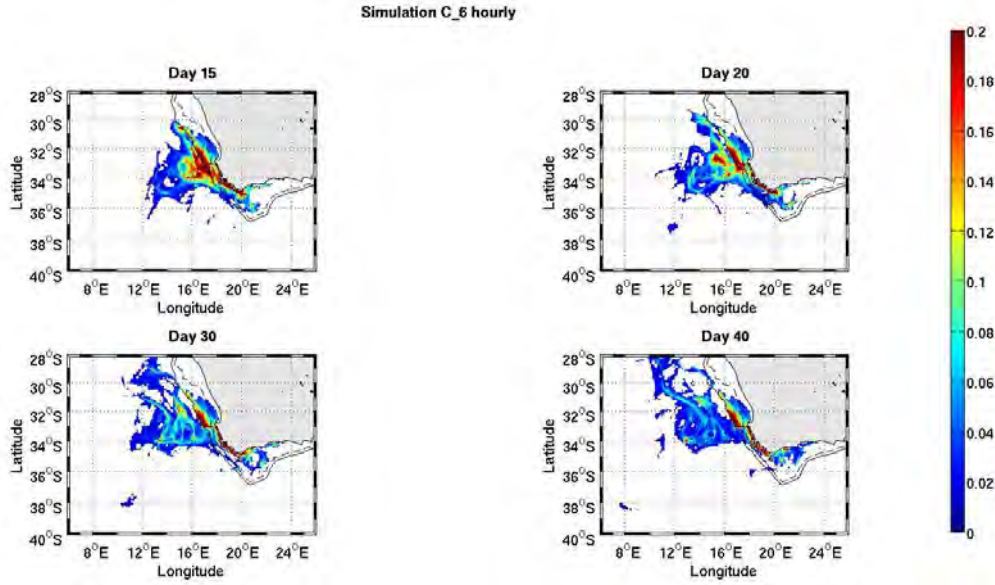 Simulation C_6 hourly
Day 15
28°S
30°S
32°S
34°S
36°S
38°S
40°S
Latitude
8°E 12°E 16°E 20°E 24°E
Longitude
Day 20
28°S
30°S
32°S
34°S
36°S
38°S
40°S
Latitude
8°E 12°E 16°E 20°E 24°E
Longitude
Day 30
28°S
30°S
32°S
34°S
36°S
38°S
40°S
Latitude
8°E 12°E 16°E 20°E 24°E
Longitude
Day 40
28°S
30°S
32°S
34°S
36°S
38°S
40°S
Latitude
8°E 12°E 16°E 20°E 24°E
Longitude
0.2
0.18
0.16
0.14
0.12
0.1
0.08
0.06
0.04
0.02
0